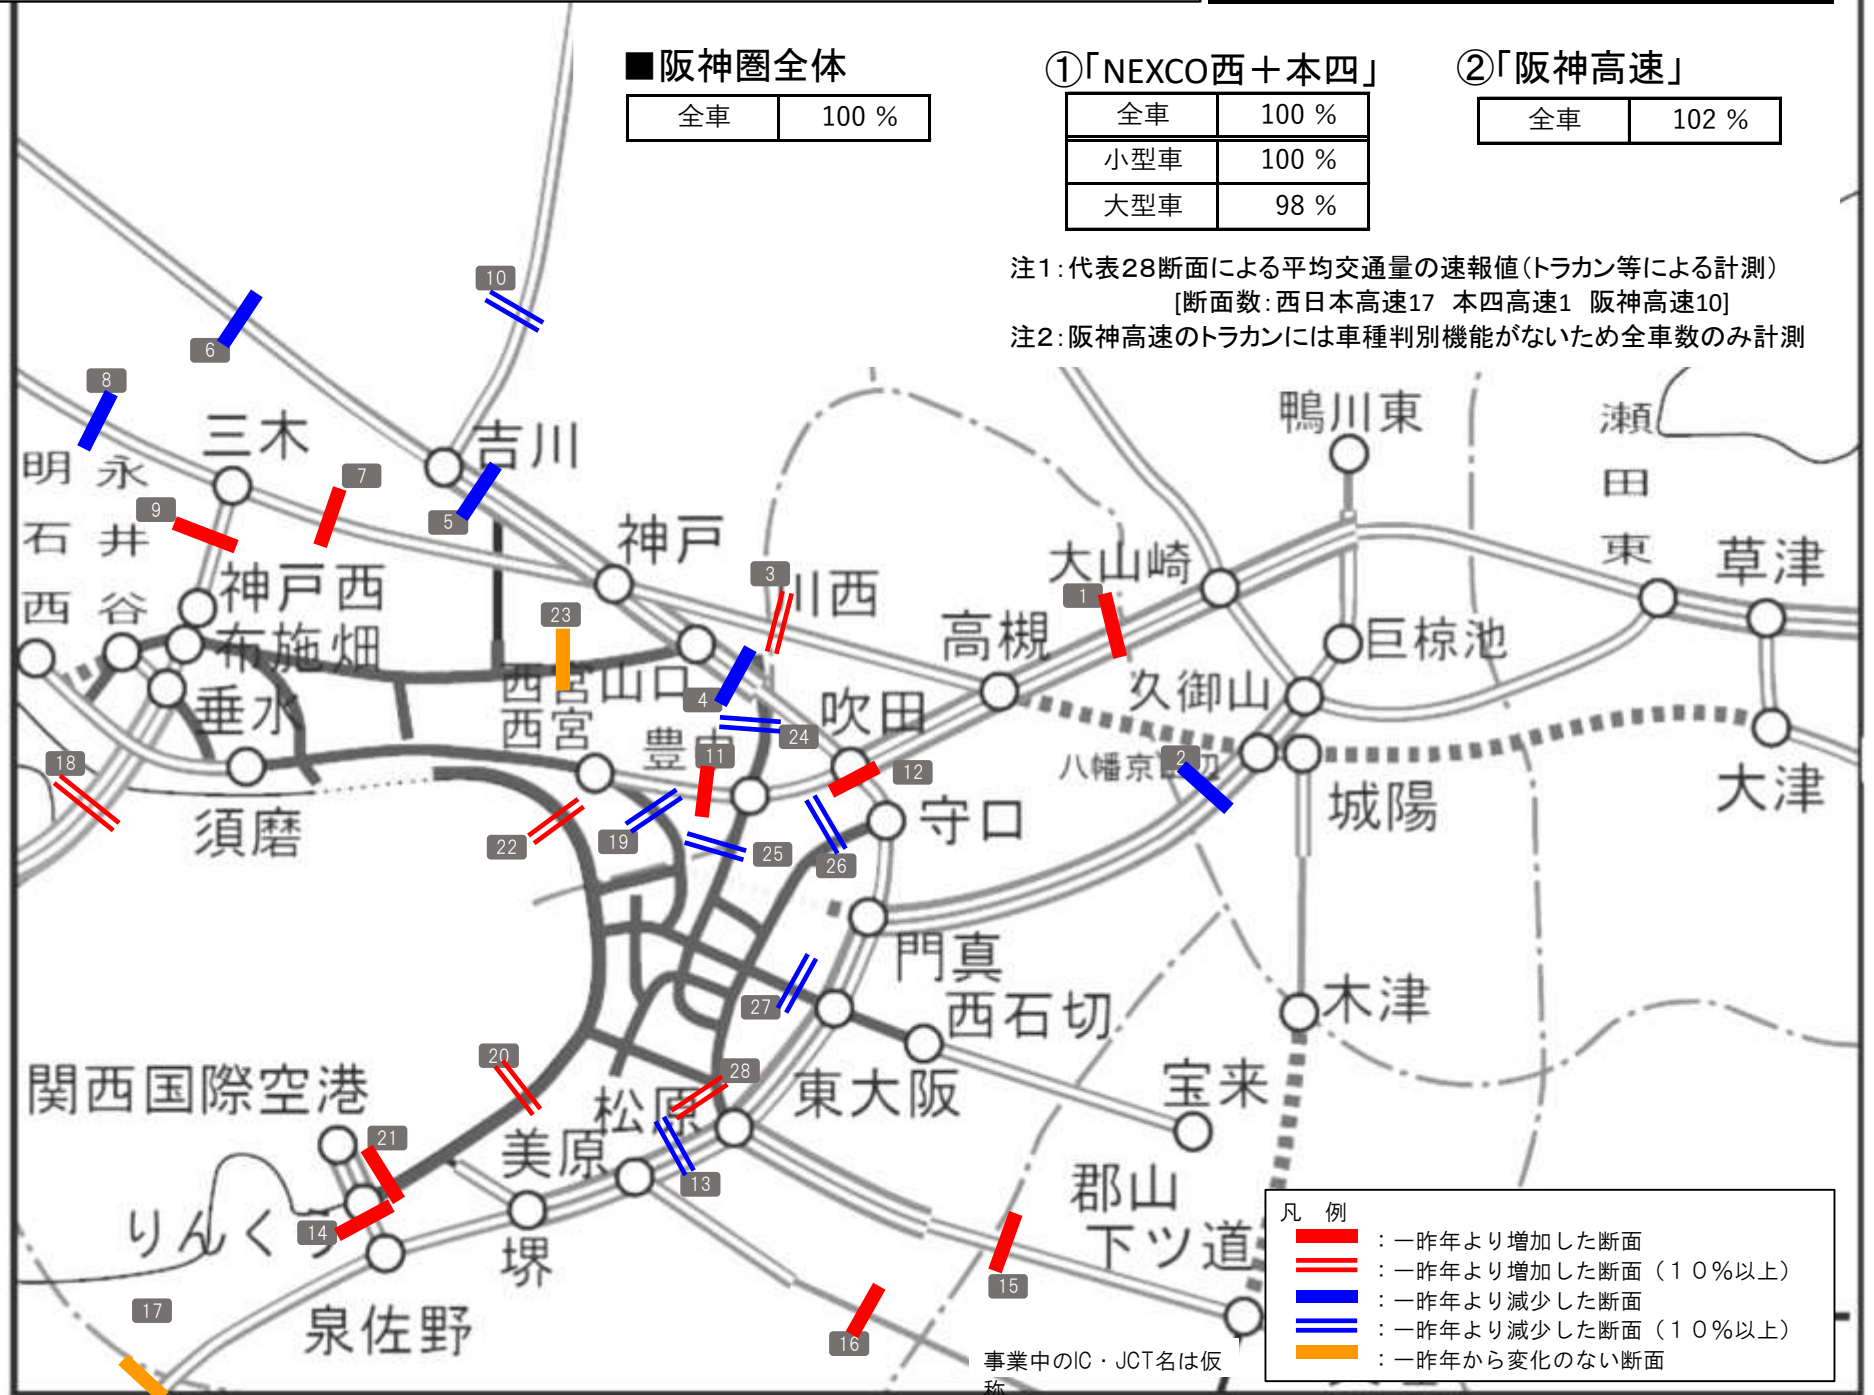 ■阪神圏全体
全車 100 %
①「NEXCO西＋本四」
全車 100 %
小型車 100 %
大型車 98 %
②「阪神高速」
全車 102 %
注１：代表２８断面による平均交通量の速報値（トラカン等による計測）
[断面数：西日本高速17 本四高速1 阪神高速10]
注２：阪神高速のトラカンには車種判別機能がないため全車数のみ計測
10
6
8
三木
吉川
鴨川東
瀬田東
明石西
永井谷
7
9
5
神戸
大山崎
草津
神戸西
3
川西
1
23
高槻
巨椋池
布施畑
西宮山口
4
久御山
垂水
西宮
吹田
24
豊中
11
12
2
八幡京田辺
18
大津
須磨
22
19
25
26
守口
城陽
門真
27
西石切
木津
関西国際空港
20
松原
28
東大阪
宝来
21
美原
13
郡山
下ツ道
りんくう
14
堺
15
17
泉佐野
16
事業中のIC・JCT名は仮
称
凡 例
：一昨年より増加した断面
：一昨年より増加した断面（１０％以上）
：一昨年より減少した断面
：一昨年より減少した断面（１０％以上）
：一昨年から変化のない断面